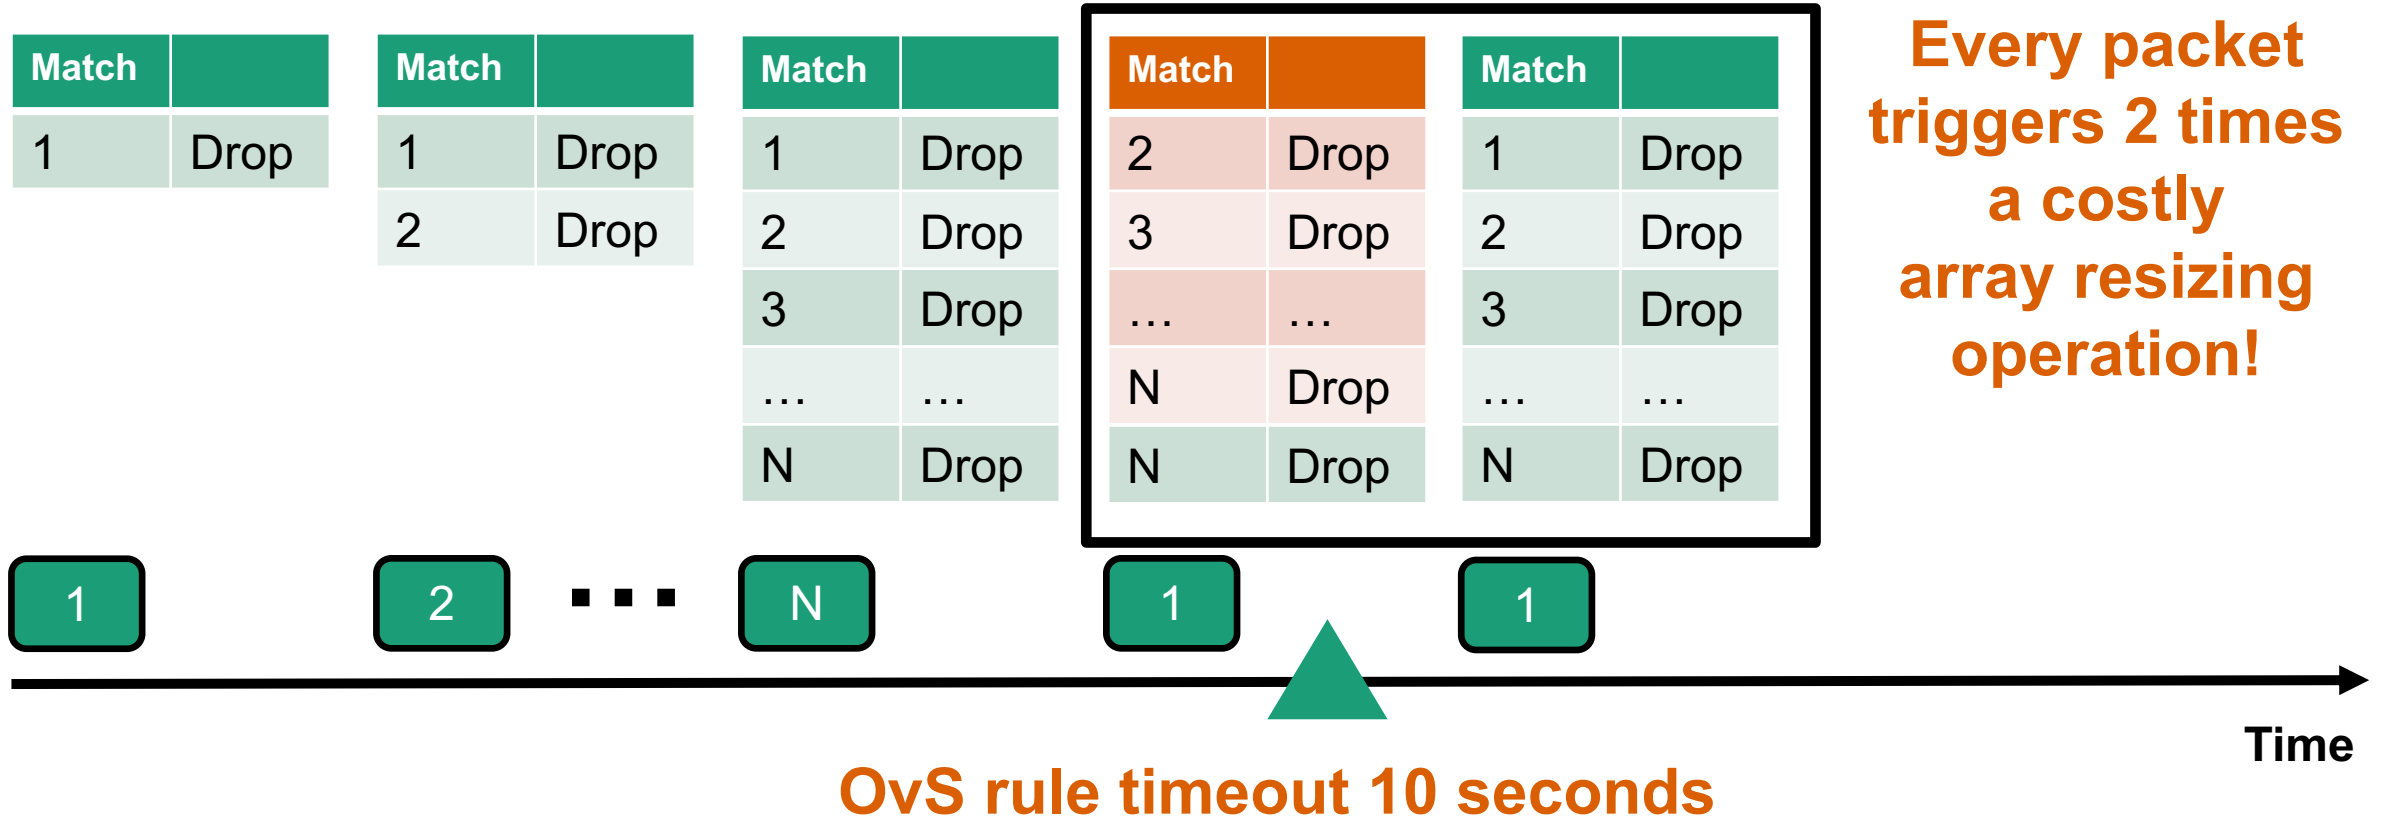 Match
1 Drop
Match
1 Drop
2 Drop
Match
1 Drop
2 Drop
3 Drop
… …
N Drop
Match
2 Drop
3 Drop
… …
N Drop
N Drop
Match
1 Drop
2 Drop
3 Drop
… …
N Drop
Every packet
triggers 2 times
a costly
array resizing
operation!
1
2
...
N
1
1
Time
OvS rule timeout 10 seconds